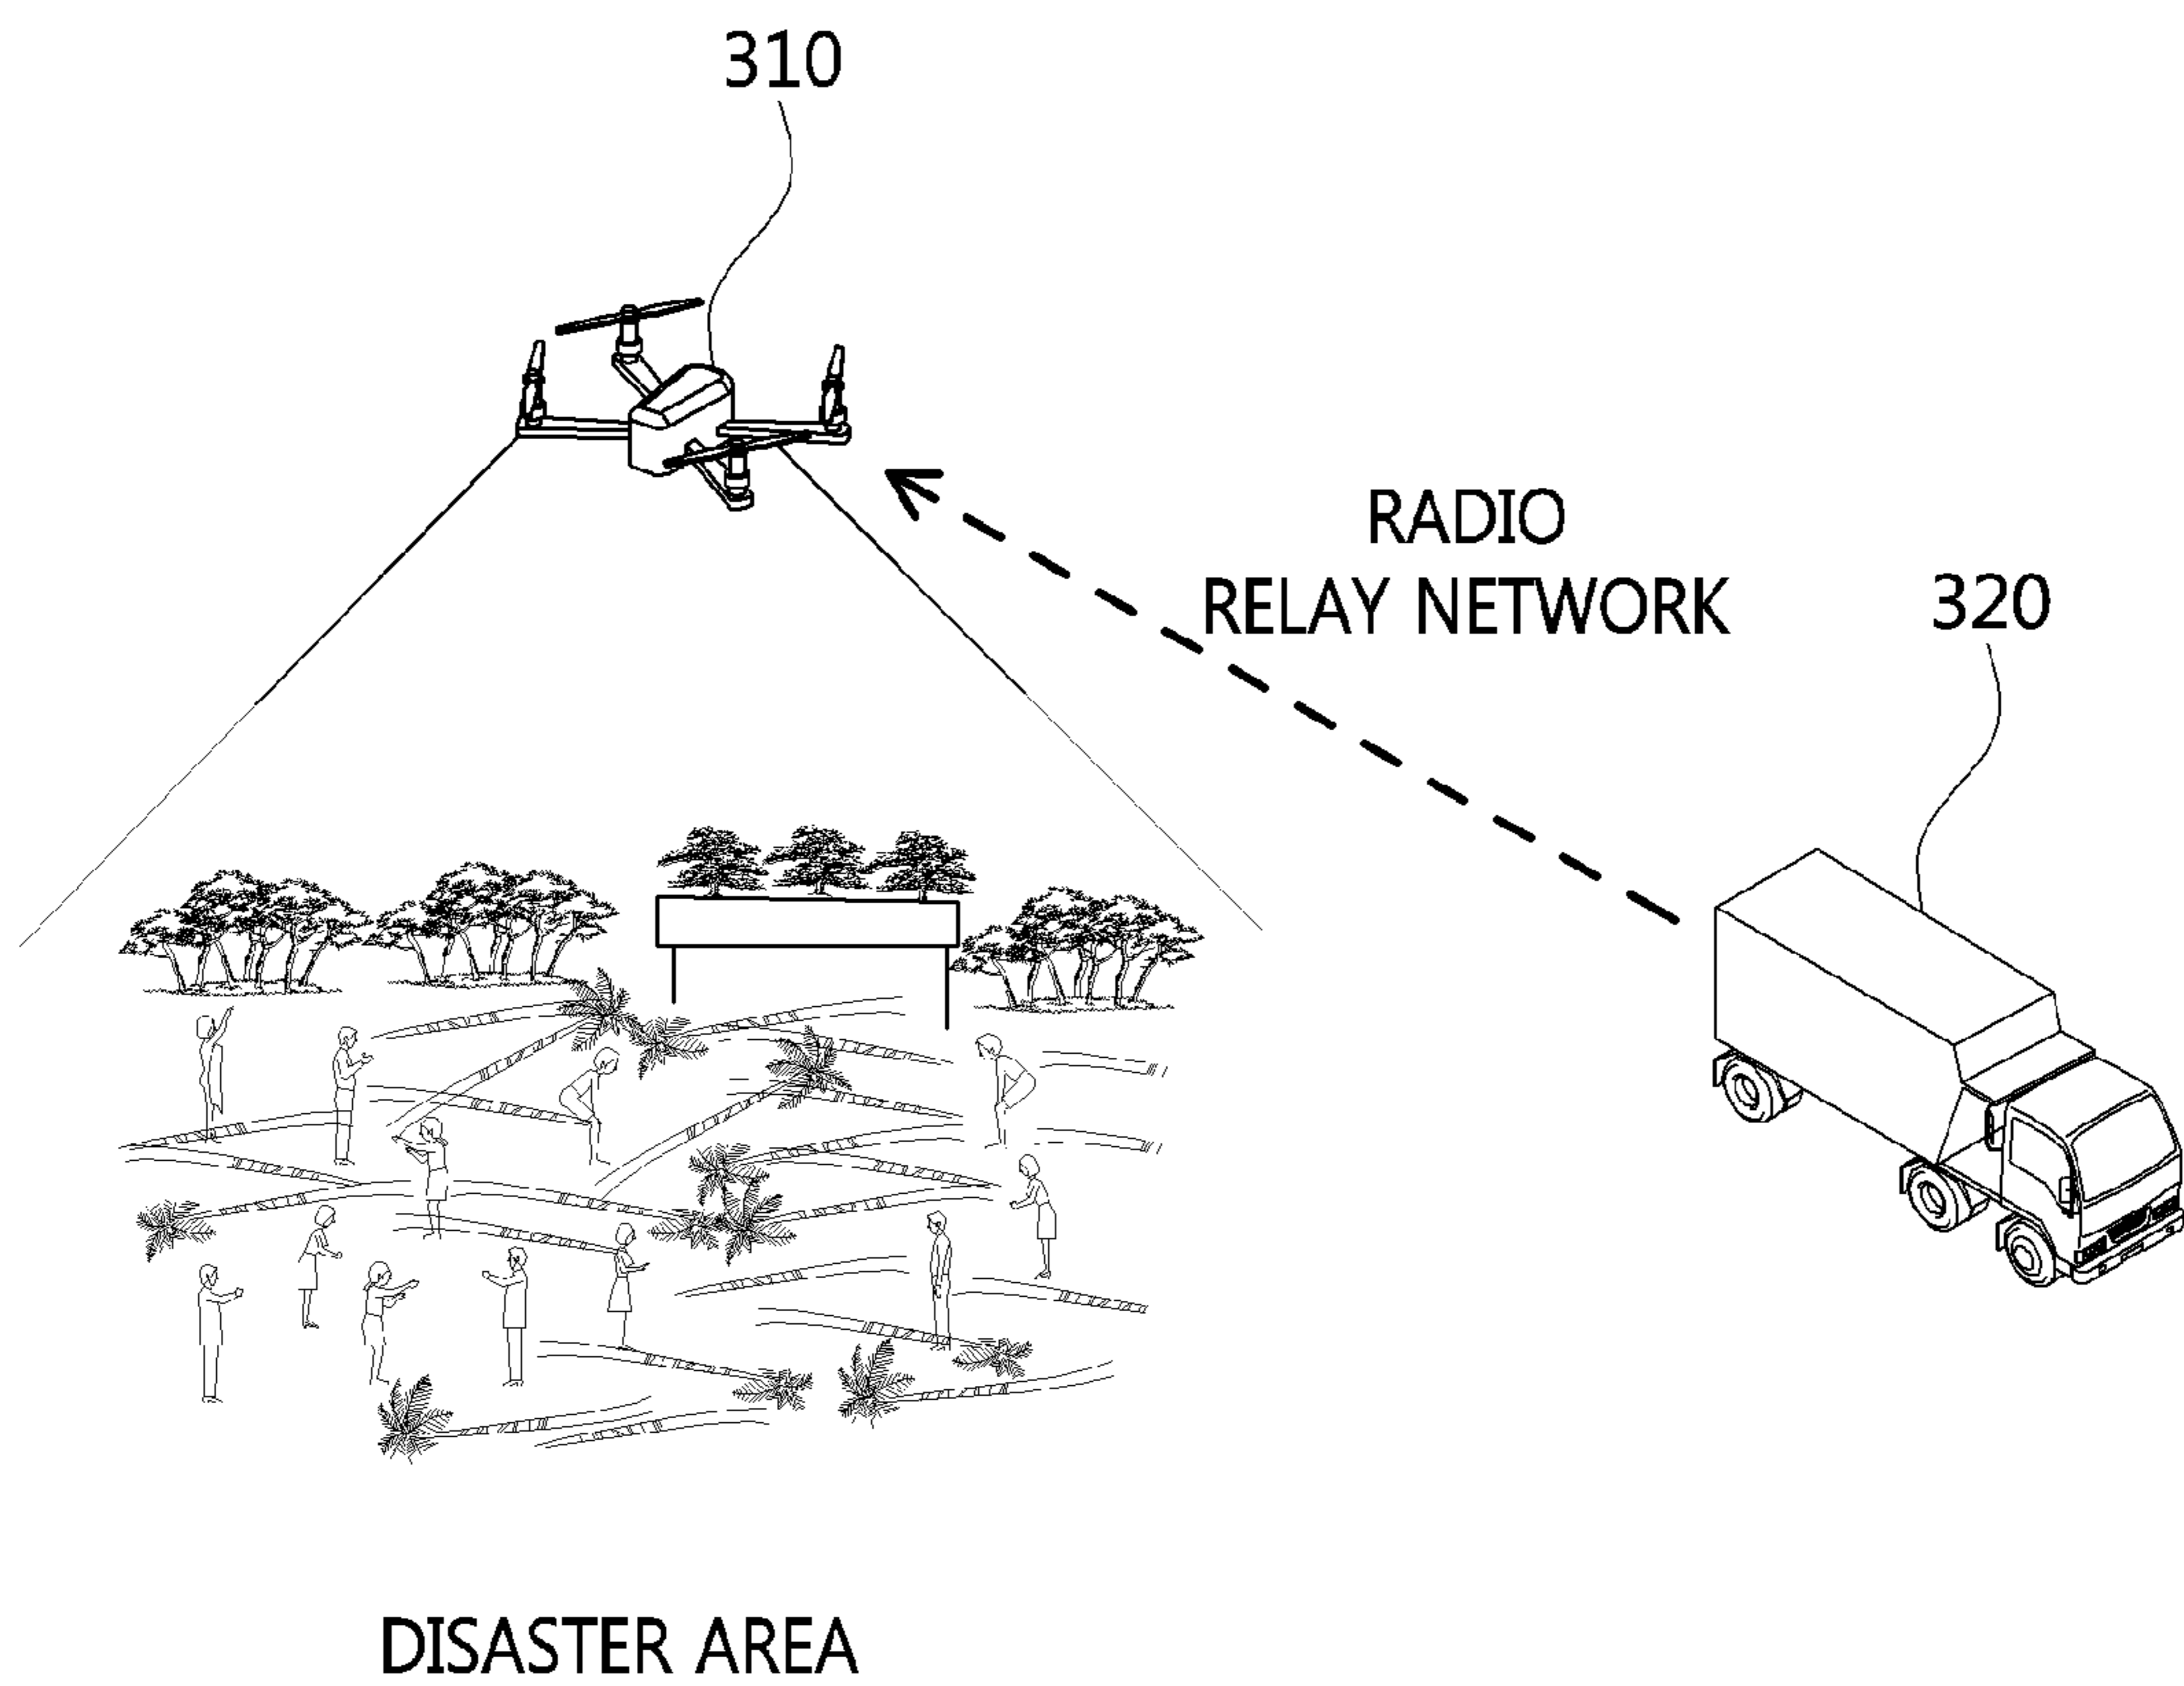 310
RADIO
RELAY NETWORK
320
DISASTER AREA